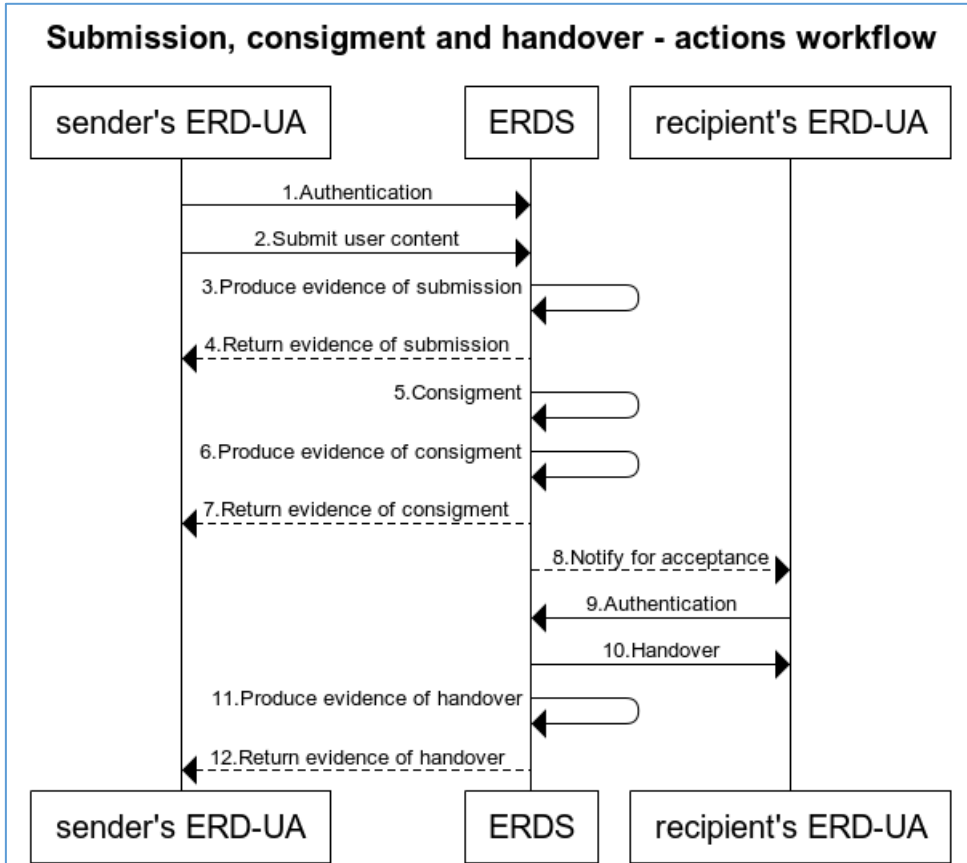 Submission, consigment and handover - actions workflow
sender's ERD-UA
ERDS
recipient's ERD-UA
1.Authentication
2.Submit user content
3.Produce evidence of submission
4.Return evidence of submission
5.Consigment
6.Produce evidence of consigment
7.Return evidence of consigment
8.Notify for acceptance
9.Authentication
10.Handover
11.Produce evidence of handover
12.Return evidence of handover
sender's ERD-UA
ERDS
recipient's ERD-UA